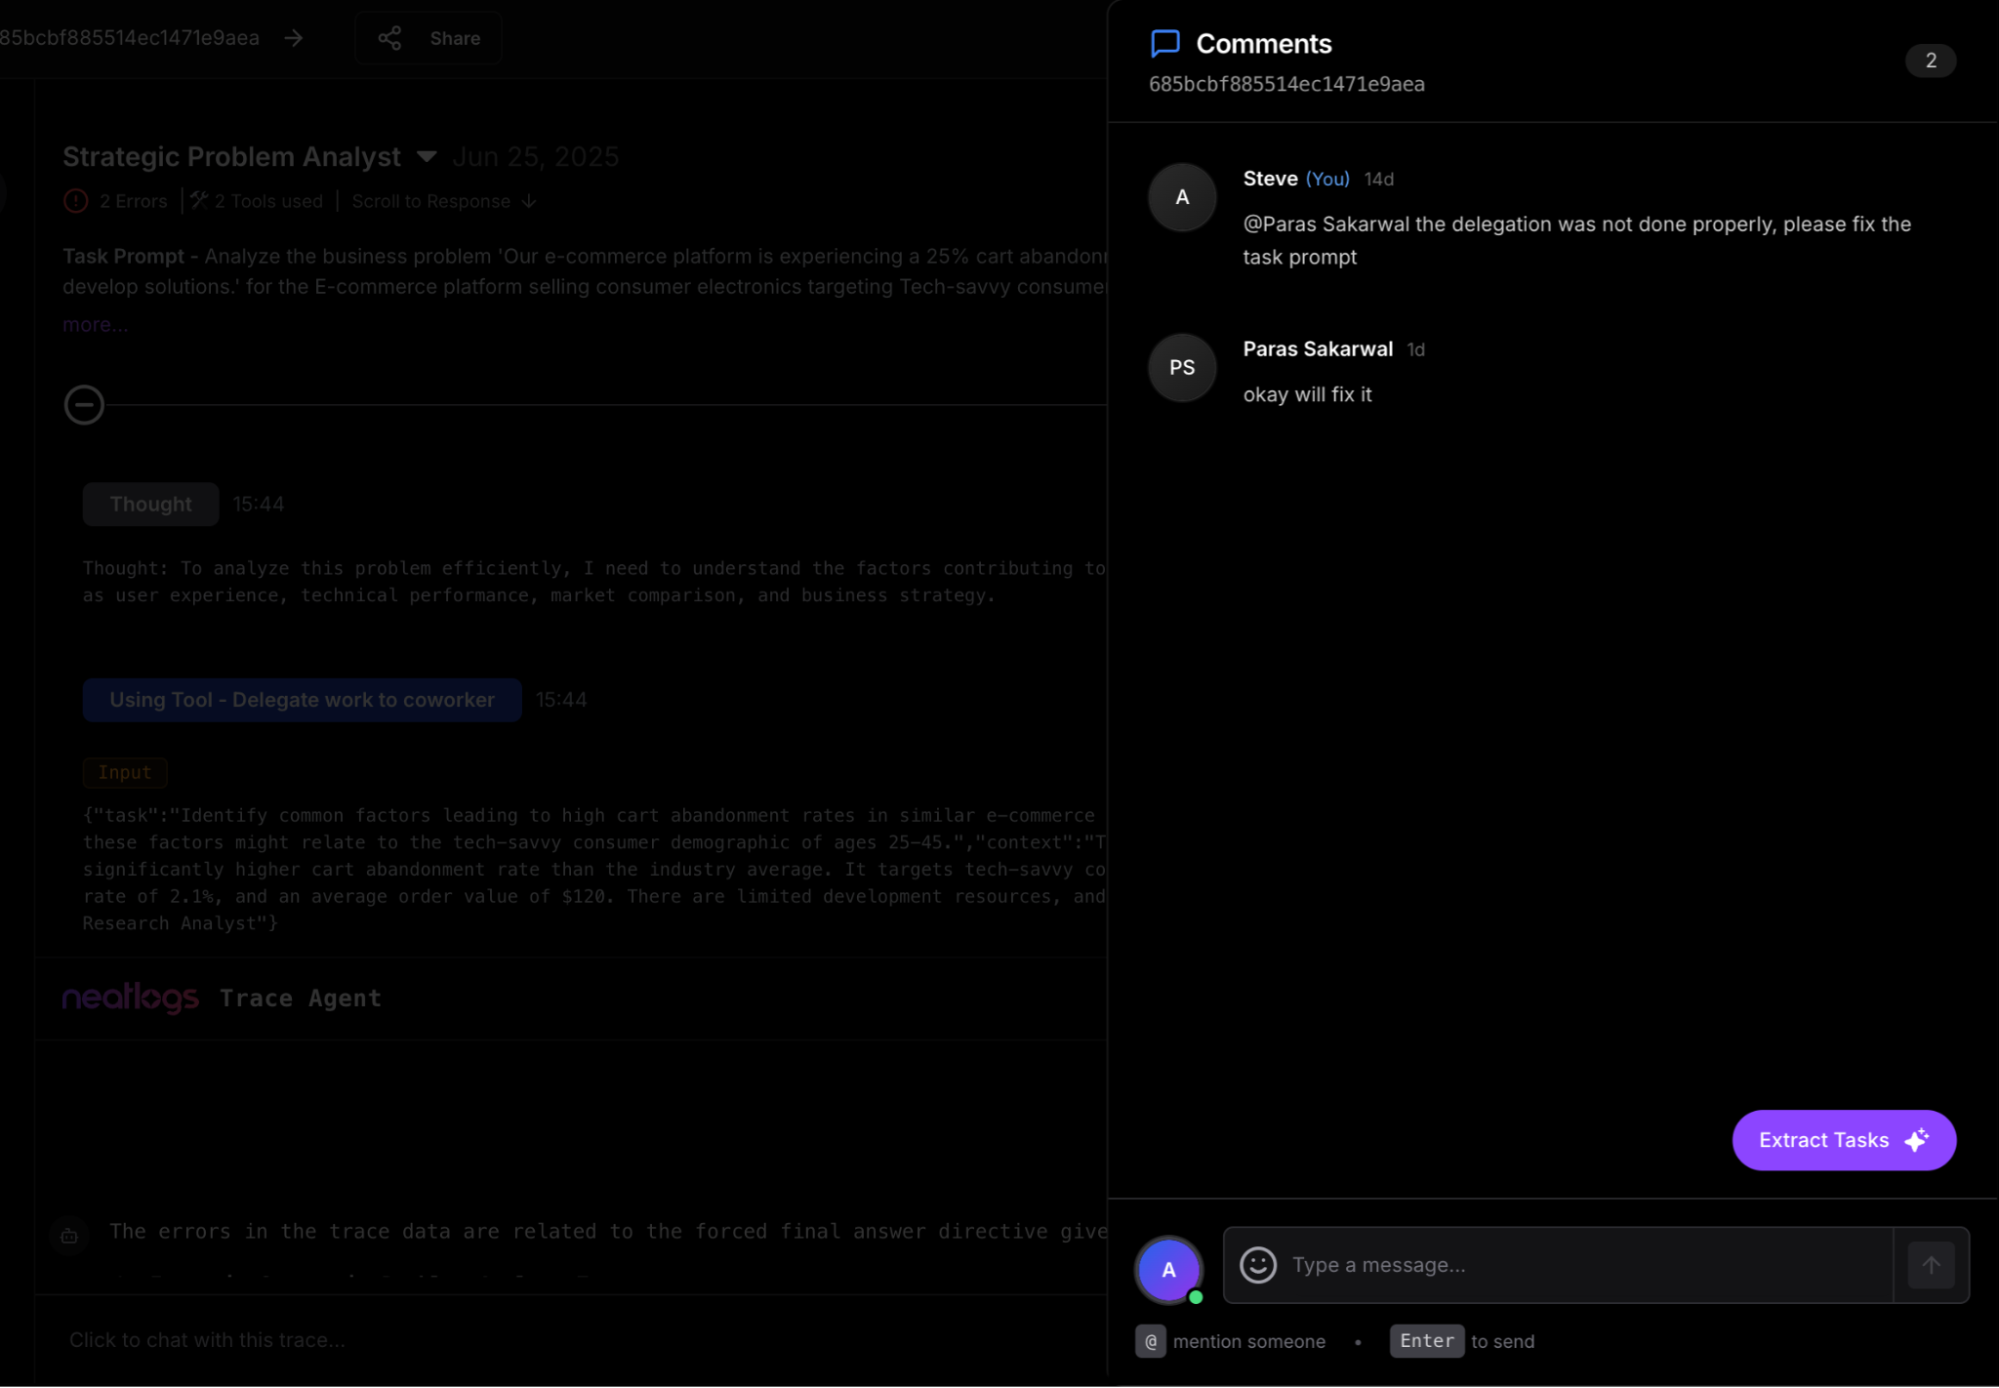 85bcbf885514ec1471e9aea
Share
Strategic Problem Analyst Jun 25, 2025
2 Errors | 2 Tools used | Scroll to Response
Task Prompt - Analyze the business problem 'Our e-commerce platform is experiencing a 25% cart
develop solutions.' for the E-commerce platform selling consumer electronics targeting Tech-savvy
more...
Thought 15:44
Thought: To analyze this problem efficiently, I need to understand the factors contributing to
as user experience, technical performance, market comparison, and business strategy.
Using Tool - Delegate work to coworker 15:44
Input
{"task":"Identify common factors leading to high cart abandonment rates in similar e-commerce
these factors might relate to the tech-savvy consumer demographic of ages 25-45.","context":"T
significantly higher cart abandonment rate than the industry average. It targets tech-savvy co
rate of 2.1%, and an average order value of $120. There are limited development resources, and
Research Analyst"}
neatlogs Trace Agent
The errors in the trace data are related to the forced final answer directive give
Click to chat with this trace...
Comments
685bcbf885514ec1471e9aea
2
A
Steve (You) 14d
@Paras Sakarwal the delegation was not done properly, please fix the
task prompt
PS
Paras Sakarwal 1d
okay will fix it
Extract Tasks
A
Type a message...
@ mention someone • Enter to send